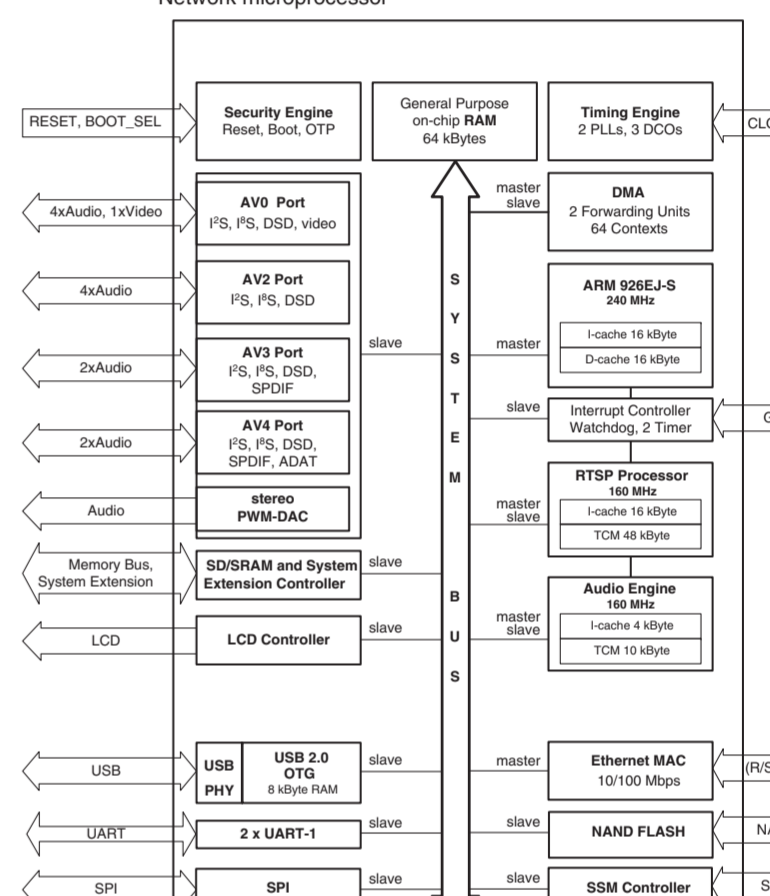 Network microprocessor
RESET, BOOT_SEL
Security Engine
Reset, Boot, OTP
General Purpose
on-chip RAM
64 kBytes
Timing Engine
2 PLLs, 3 DCOs
4xAudio, 1xVideo
AV0 Port
I²S, I⁸S, DSD, video
master
slave
DMA
2 Forwarding Units
64 Contexts
4xAudio
AV2 Port
I²S, I⁸S, DSD
2xAudio
AV3 Port
I²S, I⁸S, DSD,
SPDIF
2xAudio
AV4 Port
I²S, I⁸S, DSD,
SPDIF, ADAT
Audio
stereo
PWM-DAC
slave
SYSTEM BUS
master
ARM 926EJ-S
240 MHz
I-cache 16 kByte
D-cache 16 kByte
slave
Interrupt Controller
Watchdog, 2 Timer
master
slave
RTSP Processor
160 MHz
I-cache 16 kByte
TCM 48 kByte
Memory Bus,
System Extension
SD/SRAM and System
Extension Controller
slave
master
slave
Audio Engine
160 MHz
I-cache 4 kByte
TCM 10 kByte
LCD
LCD Controller
slave
USB
USB
PHY
USB 2.0
OTG
8 kByte RAM
slave
master
Ethernet MAC
10/100 Mbps
UART
2 x UART-1
slave
slave
NAND FLASH
SPI
SPI
slave
slave
SSM Controller